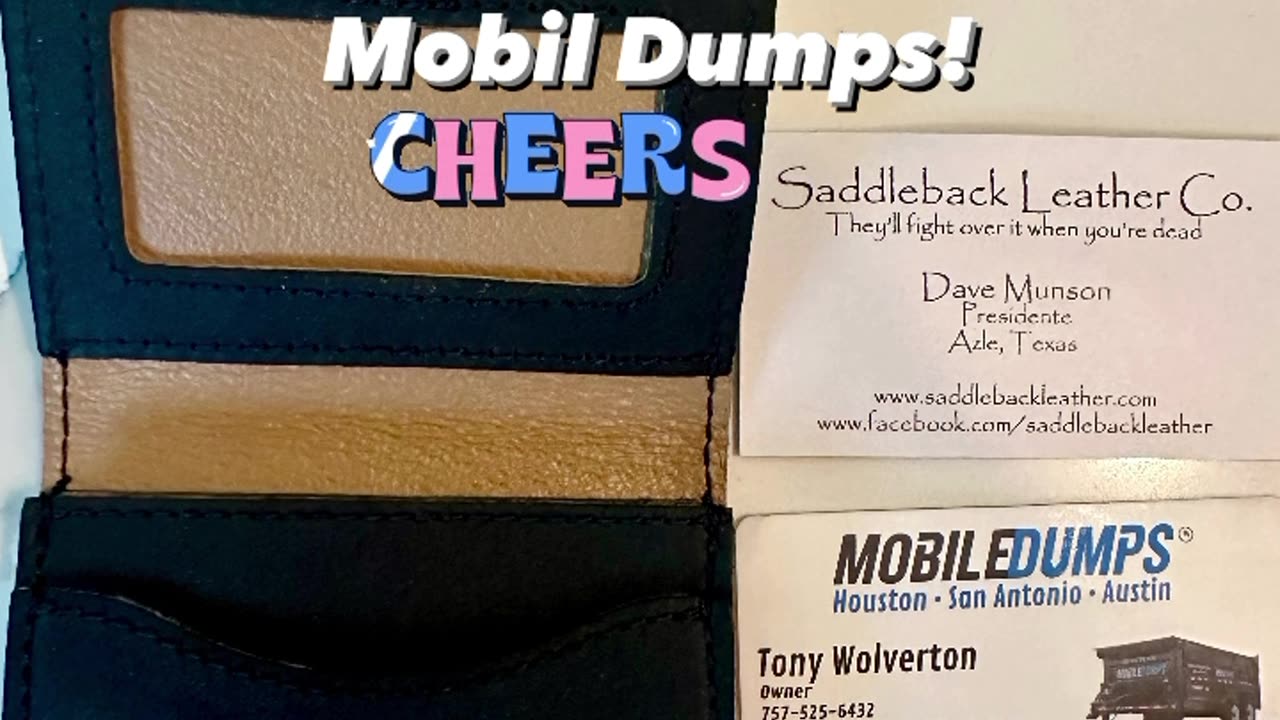 Mobil Dumps!
CHEERS
Saddleback Leather Co.
They'll fight over it when you're dead
Dave Munson
Presidente
Azle, Texas
www.saddlebackleather.com
www.facebook.com/saddlebackleather
MOBILEDUMPS®
Houston • San Antonio • Austin
Tony Wolverton
Owner
757-525-6432
MOBILEDUMPS